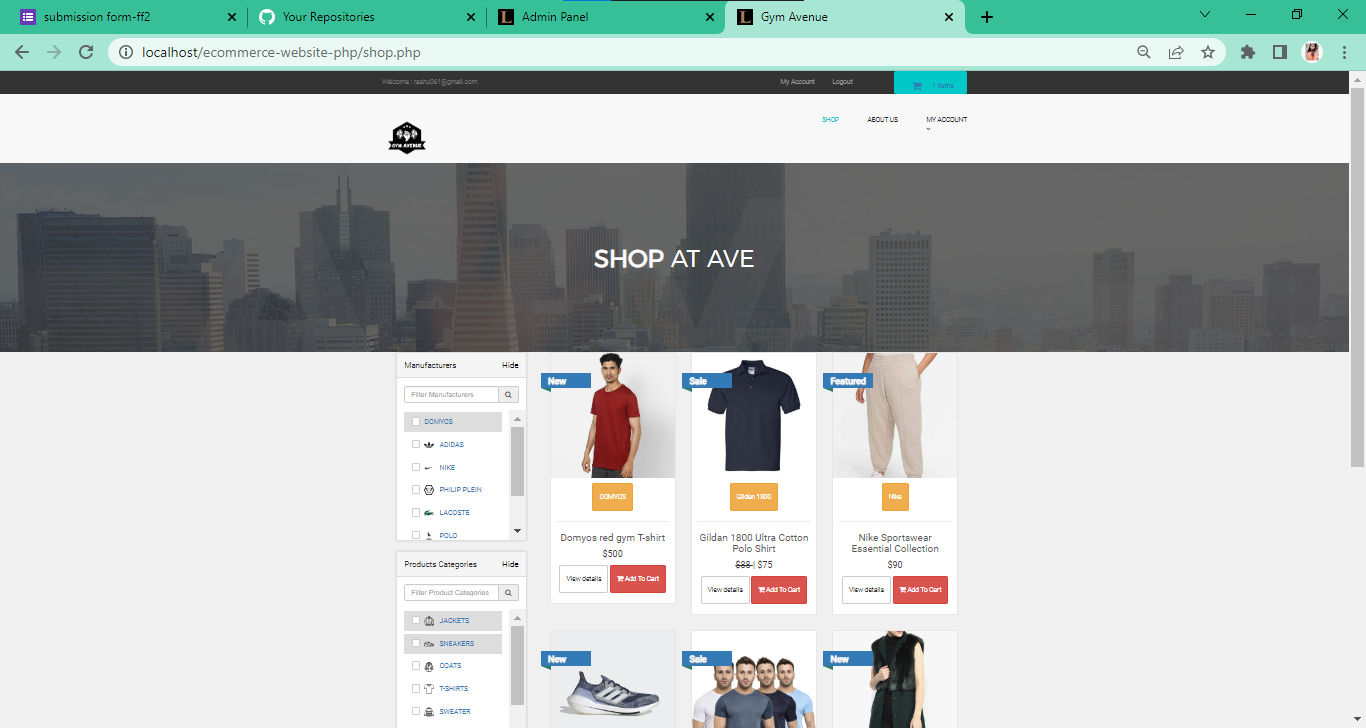 submission form-ff2
Your Repositories
Admin Panel
Gym Avenue
localhost/ecommerce-website-php/shop.php
Welcome : reshu061@gmail.com
My Account
Logout
1 Items
GYM AVENUE
SHOP
ABOUT US
MY ACCOUNT
SHOP AT AVE
Manufacturers
Hide
Filter Manufacturers
DOMYOS
ADIDAS
NIKE
PHILIP PLEIN
LACOSTE
POLO
Products Categories
Hide
Filter Product Categories
JACKETS
SNEAKERS
COATS
T-SHIRTS
SWEATER
New
DOMYOS
Domyos red gym T-shirt
$500
View details
Add To Cart
Sale
Gildan 1800
Gildan 1800 Ultra Cotton
Polo Shirt
$88 | $75
View details
Add To Cart
Featured
Nike
Nike Sportswear
Essential Collection
$90
View details
Add To Cart
New
Sale
New